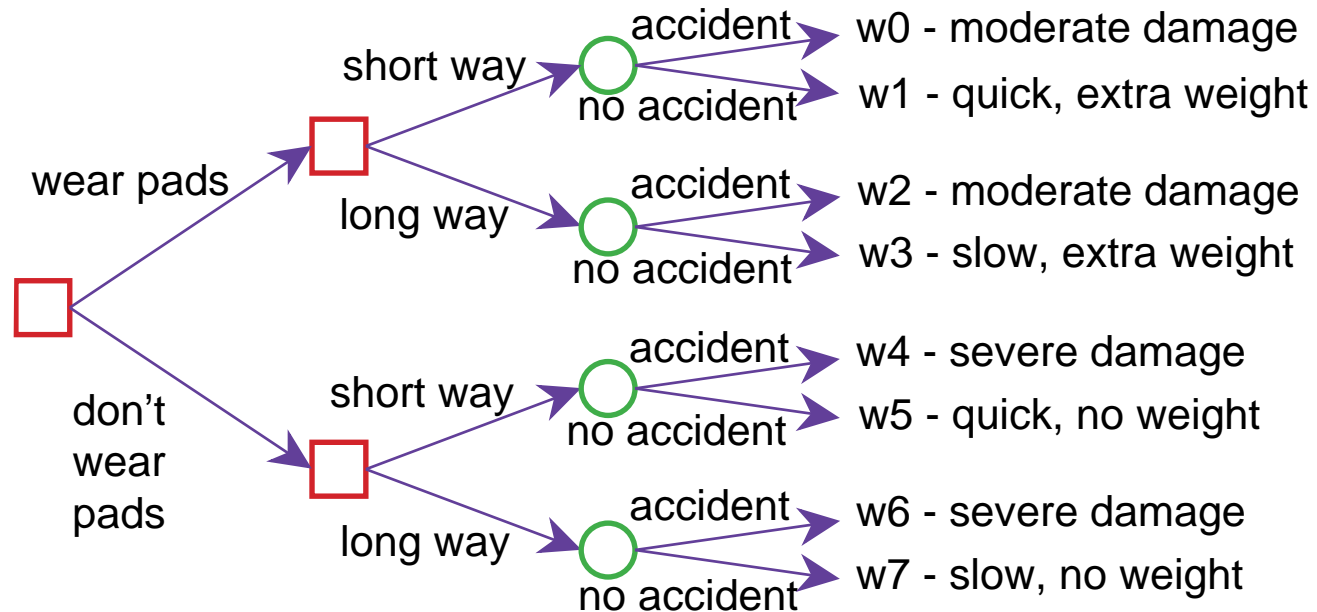 accident
w0 - moderate damage
short way
no accident
w1 - quick, extra weight
wear pads
accident
w2 - moderate damage
long way
no accident
w3 - slow, extra weight
accident
w4 - severe damage
short way
no accident
w5 - quick, no weight
don't
wear
pads
accident
w6 - severe damage
long way
no accident
w7 - slow, no weight